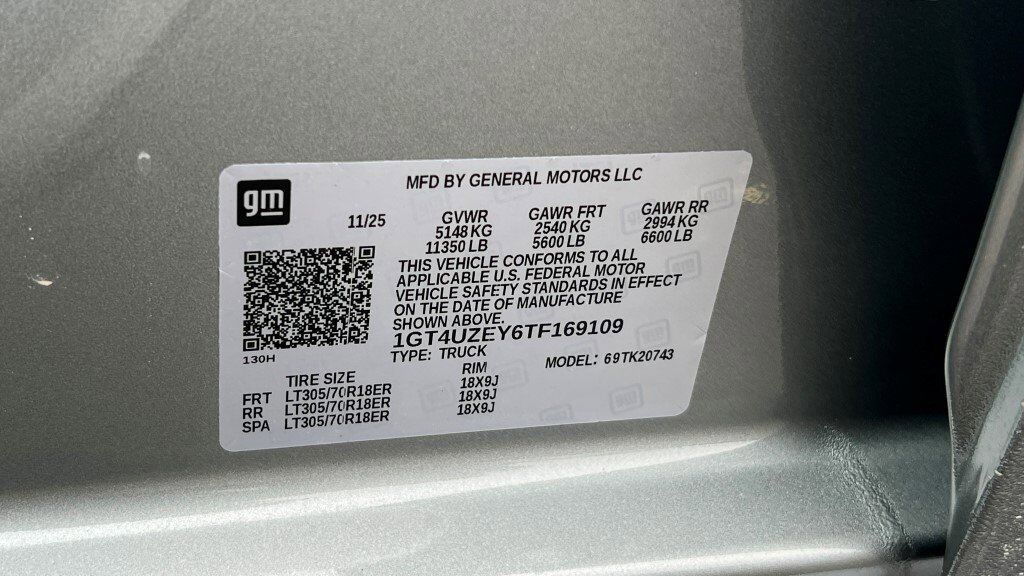 gm
MFD BY GENERAL MOTORS LLC
11/25 GVWR GAWR FRT GAWR RR
5148 KG 2540 KG 2994 KG
11350 LB 5600 LB 6600 LB
THIS VEHICLE CONFORMS TO ALL
APPLICABLE U.S. FEDERAL MOTOR
VEHICLE SAFETY STANDARDS IN EFFECT
ON THE DATE OF MANUFACTURE
SHOWN ABOVE.
1GT4UZEY6TF169109
130H
TYPE: TRUCK MODEL: 69TK20743
TIRE SIZE RIM
FRT LT305/70R18ER 18X9J
RR LT305/70R18ER 18X9J
SPA LT305/70R18ER 18X9J